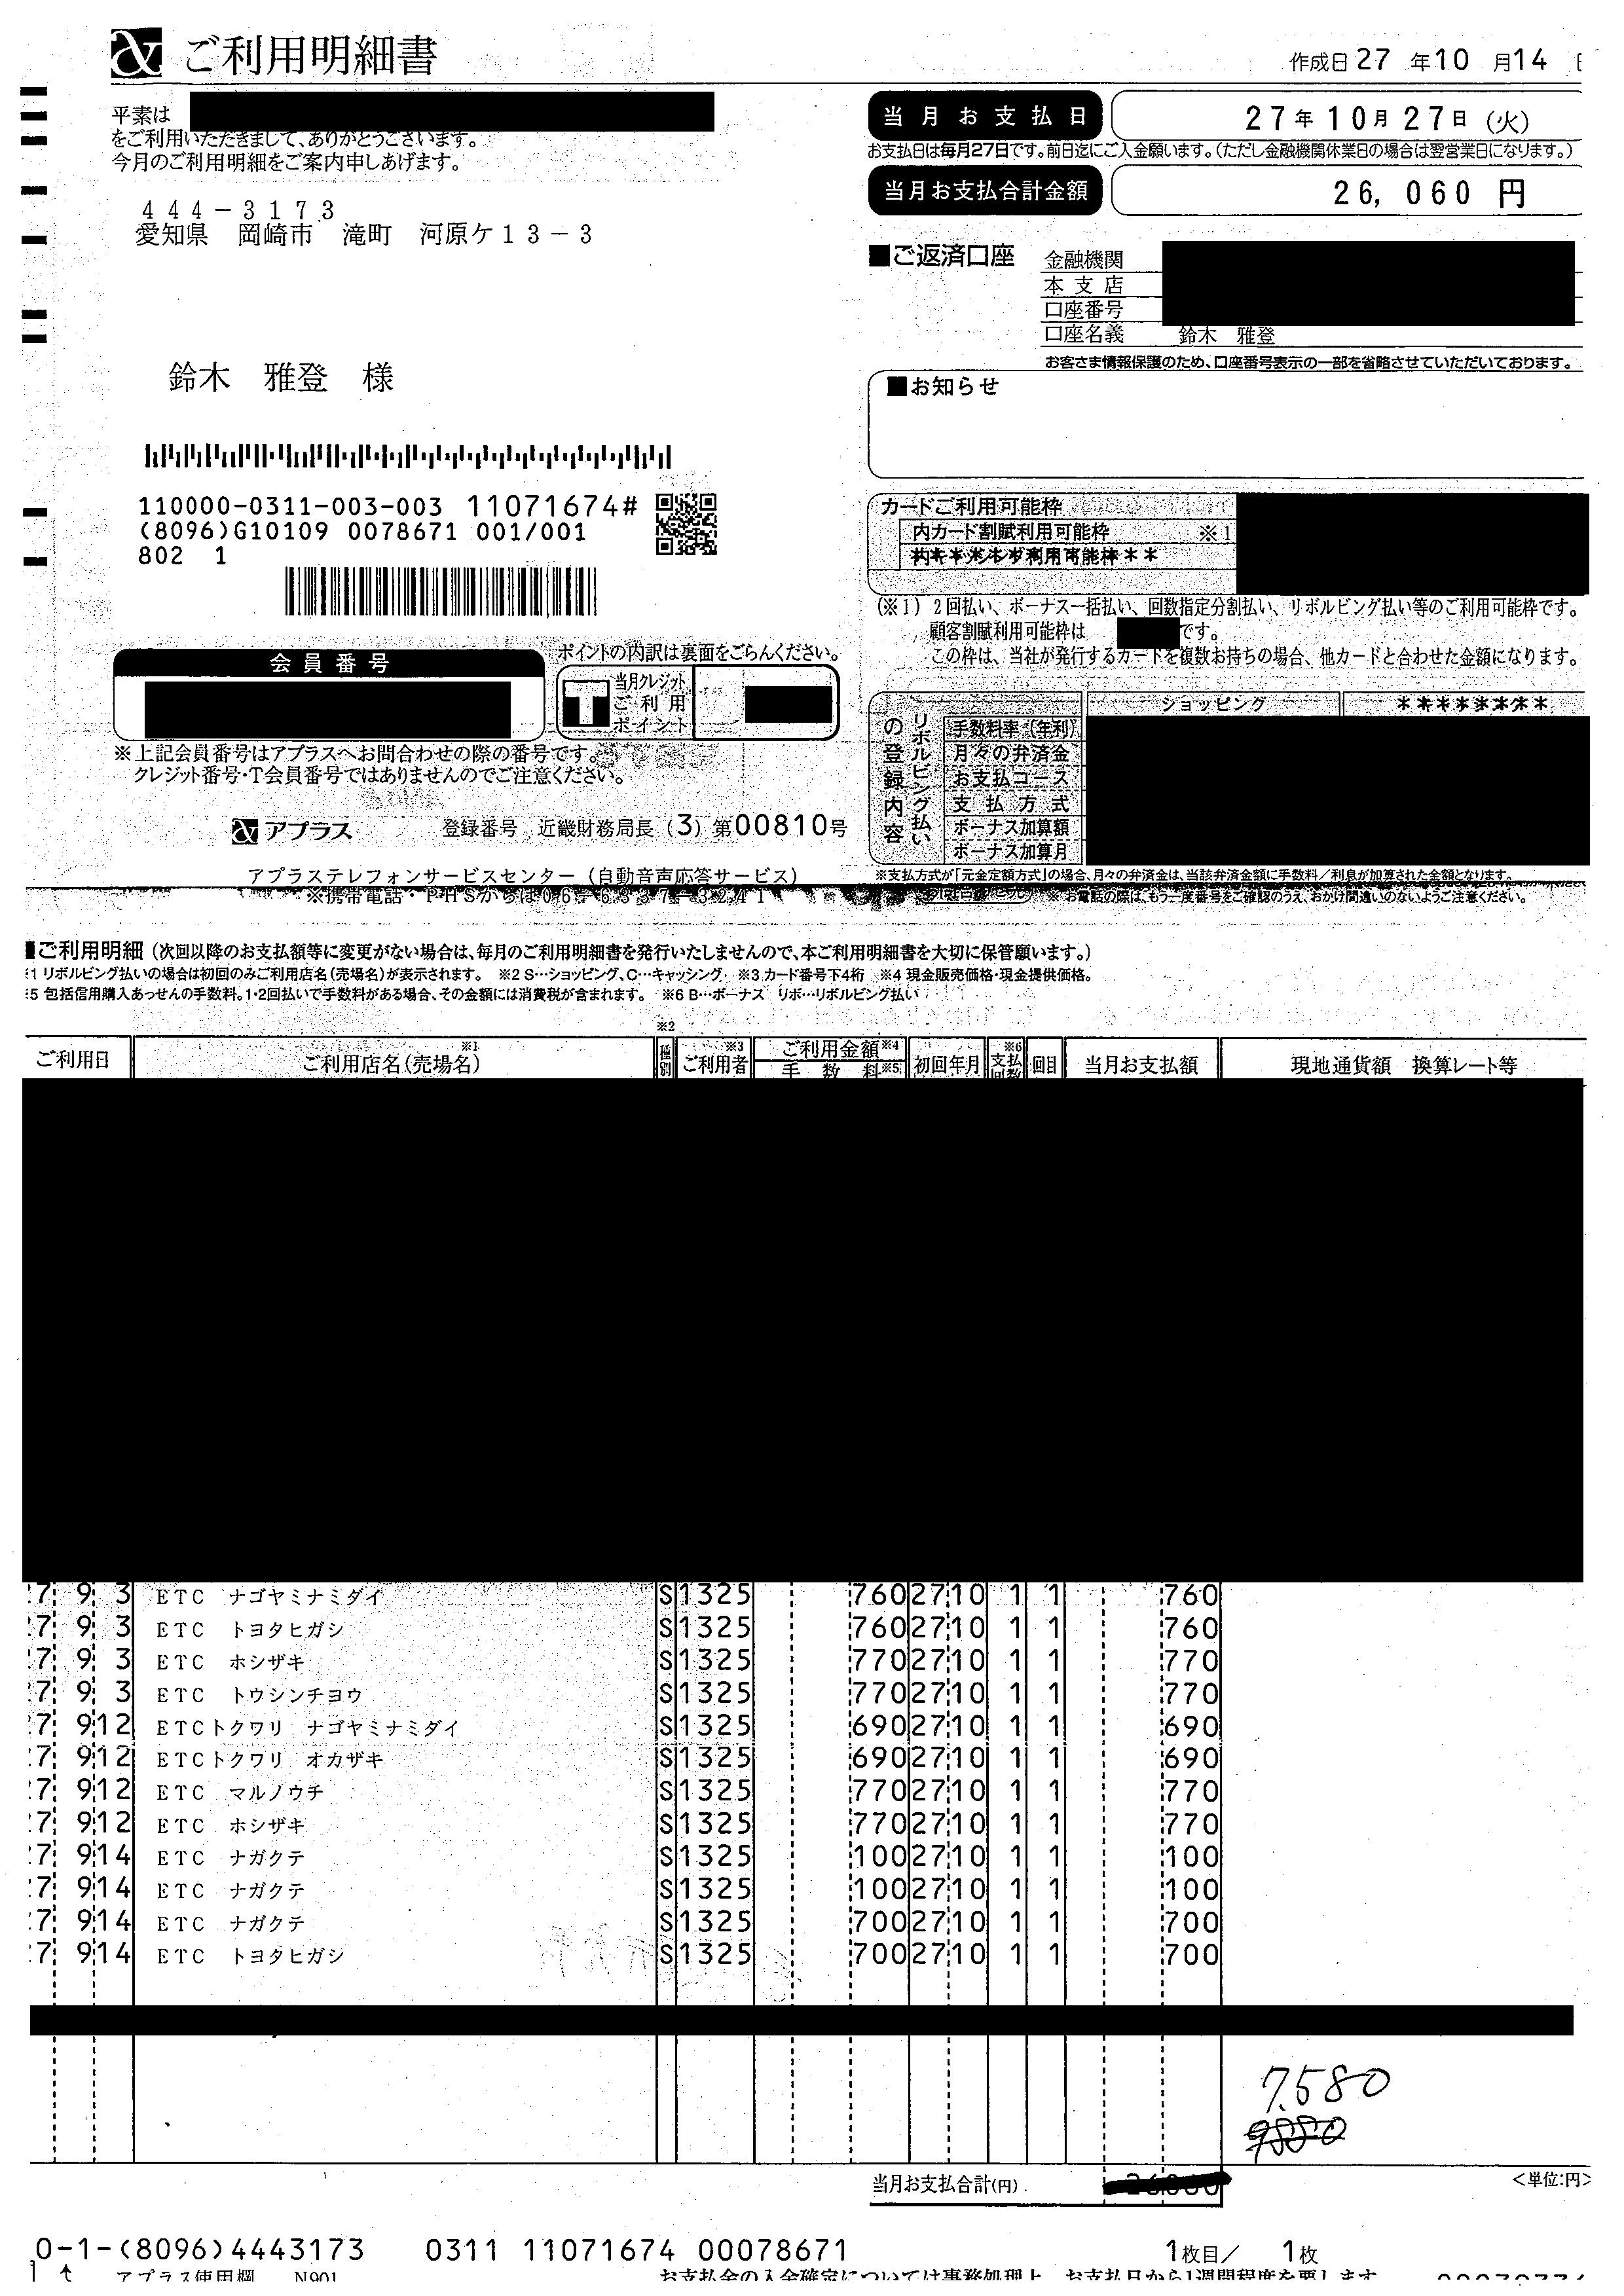 ご利用明細書
作成日 27 年10 月14
平素は
をご利用いただきまして、ありがとうございます。
今月のご利用明細をご案内申しあげます。
444-3173
愛知県 岡崎市 滝町 河原ケ13-3
鈴木 雅登 様
110000-0311-003-003 11071674#
(8096)G10109 0078671 001/001
802 1
会員番号
ポイントの内訳は裏面をごらんください。
当月クレジット
ご利用
ポイント
※上記会員番号はアプラスへお問合わせの際の番号です。
クレジット番号・T会員番号ではありませんのでご注意ください。
アプラス 登録番号 近畿財務局長(3)第00810号
アプラステレフォンサービスセンター(自動音声応答サービス)
※携帯電話・PHSからは06-6337-3241
当月お支払日 27年10月27日(火)
お支払日は毎月27日です。前日迄にご入金願います。(ただし金融機関休業日の場合は翌営業日になります。)
当月お支払合計金額 26,060 円
■ご返済口座
金融機関
本支店
口座番号
口座名義 鈴木 雅登
お客さま情報保護のため、口座番号表示の一部を省略させていただいております。
■お知らせ
カードご利用可能枠
内カード割賦利用可能枠 ※1
(※1) 2回払い、ボーナス一括払い、回数指定分割払い、リボルビング払い等のご利用可能枠です。
顧客割賦利用可能枠は です。
この枠は、当社が発行するカードを複数お持ちの場合、他カードと合わせた金額になります。
リボルビング払いの登録内容
ショッピング ********
手数料率(年利)
月々の弁済金
お支払コース
支払方式
ボーナス加算額
ボーナス加算月
※支払方式が「元金定額方式」の場合、月々の弁済金は、当該弁済金額に手数料/利息が加算された金額となります。
※お電話の際は、もう一度番号をご確認のうえ、おかけ間違いのないようご注意ください。
■ご利用明細(次回以降のお支払額等に変更がない場合は、毎月のご利用明細書を発行いたしませんので、本ご利用明細書を大切に保管願います。)
※1 リボルビング払いの場合は初回のみご利用店名(売場名)が表示されます。 ※2 S…ショッピング、C…キャッシング ※3 カード番号下4桁 ※4 現金販売価格・現金提供価格。
※5 包括信用購入あっせんの手数料。1・2回払いで手数料がある場合、その金額には消費税が含まれます。 ※6 B…ボーナス リボ…リボルビング払い
ご利用日 ご利用店名(売場名)※1 ※2種別 ご利用者※3 ご利用金額※4 手数料※5 初回年月 ※6支払回数 回目 当月お支払額 現地通貨額 換算レート等
7 9 3 ETC ナゴヤミナミダイ S 1325 760 27 10 1 1 760
7 9 3 ETC トヨタヒガシ S 1325 760 27 10 1 1 760
7 9 3 ETC ホシザキ S 1325 770 27 10 1 1 770
7 9 3 ETC トウシンチヨウ S 1325 770 27 10 1 1 770
7 9 12 ETCトクワリ ナゴヤミナミダイ S 1325 690 27 10 1 1 690
7 9 12 ETCトクワリ オカザキ S 1325 690 27 10 1 1 690
7 9 12 ETC マルノウチ S 1325 770 27 10 1 1 770
7 9 12 ETC ホシザキ S 1325 770 27 10 1 1 770
7 9 14 ETC ナガクテ S 1325 100 27 10 1 1 100
7 9 14 ETC ナガクテ S 1325 100 27 10 1 1 100
7 9 14 ETC ナガクテ S 1325 700 27 10 1 1 700
7 9 14 ETC トヨタヒガシ S 1325 700 27 10 1 1 700
7,580
当月お支払合計(円)
<単位:円>
0-1-(8096)4443173 0311 11071674 00078671 1枚目/ 1枚
アプラス使用欄 N901 お支払金の入金確定については事務処理上、お支払日から1週間程度を要します